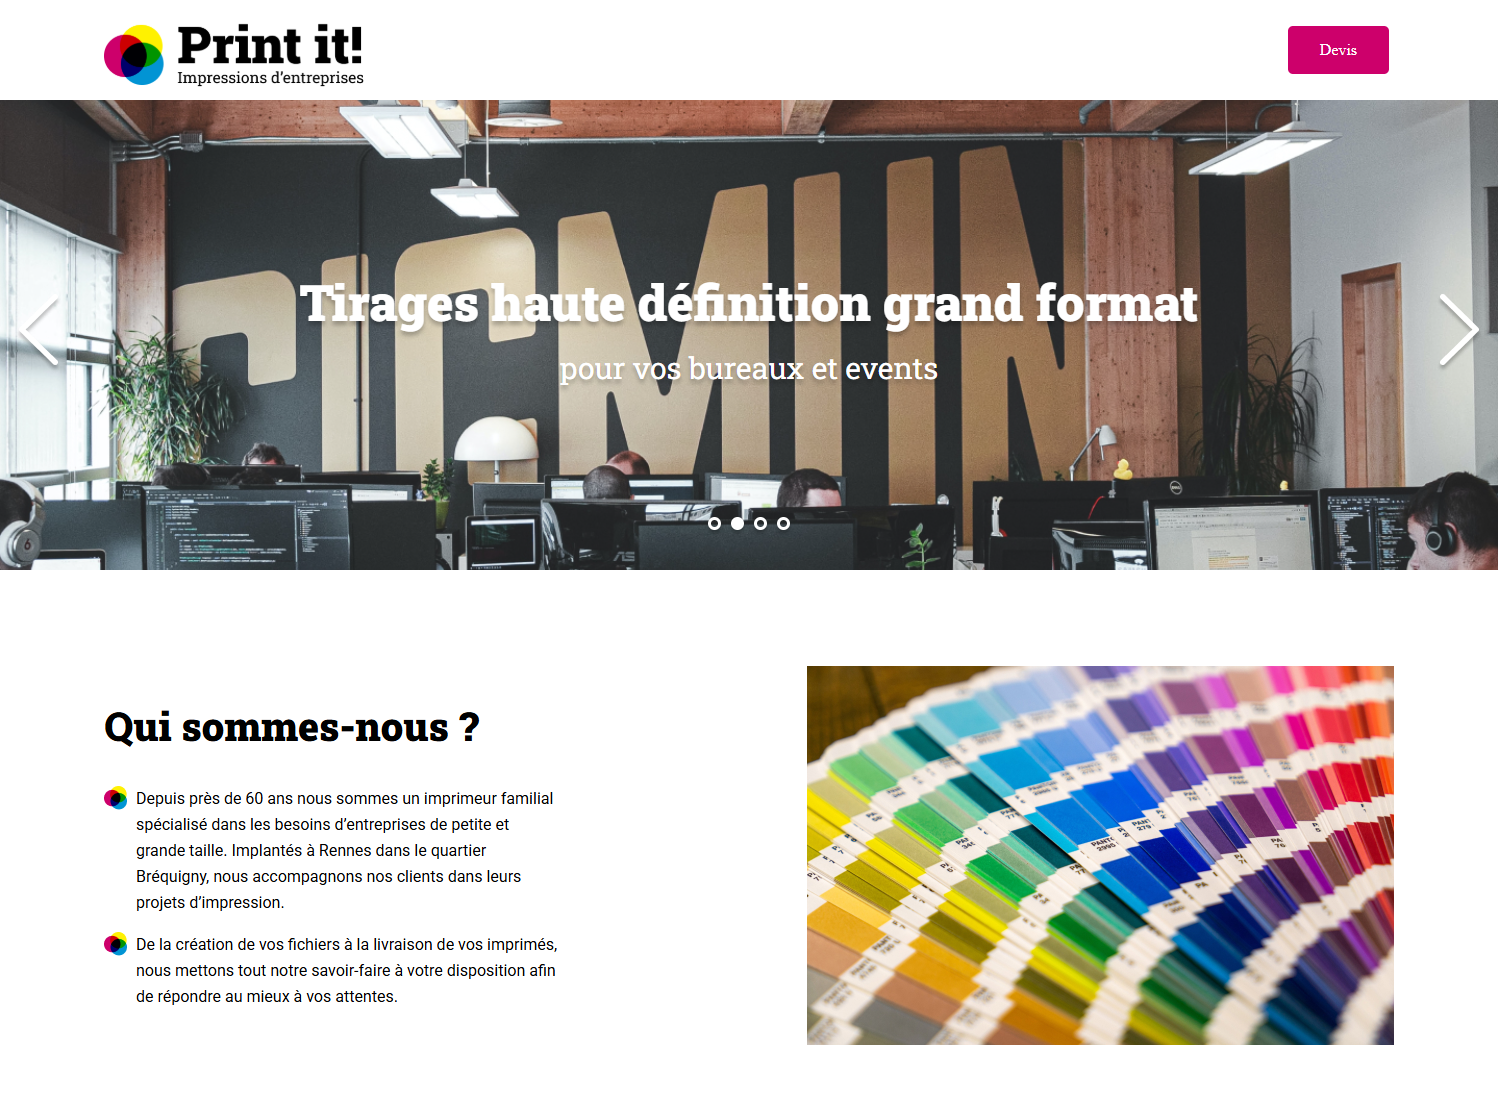 Print it!
Impressions d’entreprises
Devis
Tirages haute définition grand format
pour vos bureaux et events
Qui sommes-nous ?
Depuis près de 60 ans nous sommes un imprimeur familial
spécialisé dans les besoins d’entreprises de petite et
grande taille. Implantés à Rennes dans le quartier
Bréquigny, nous accompagnons nos clients dans leurs
projets d’impression.
De la création de vos fichiers à la livraison de vos imprimés,
nous mettons tout notre savoir-faire à votre disposition afin
de répondre au mieux à vos attentes.